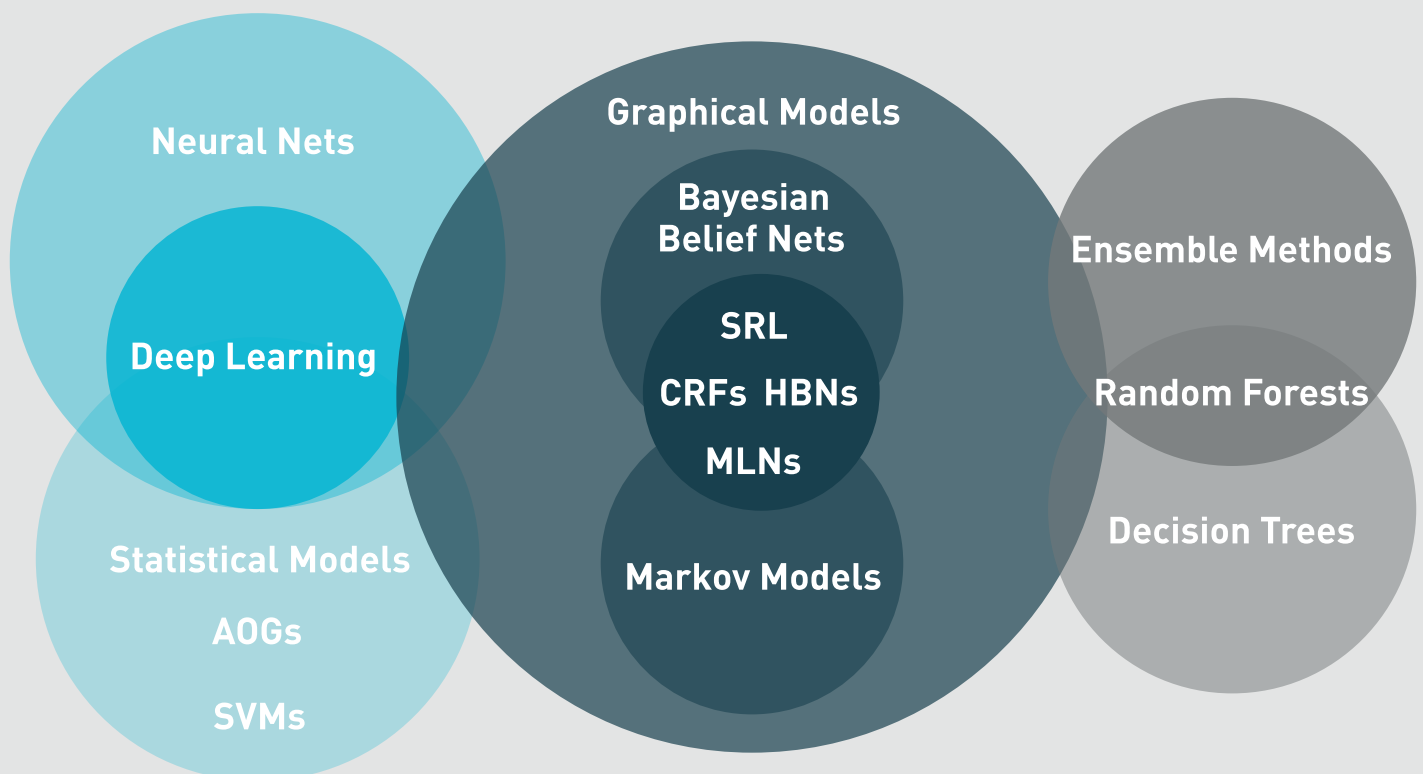 Neural Nets
Deep Learning
Statistical Models
AOGs
SVMs
Graphical Models
Bayesian
Belief Nets
SRL
CRFs HBNs
MLNs
Markov Models
Ensemble Methods
Random Forests
Decision Trees